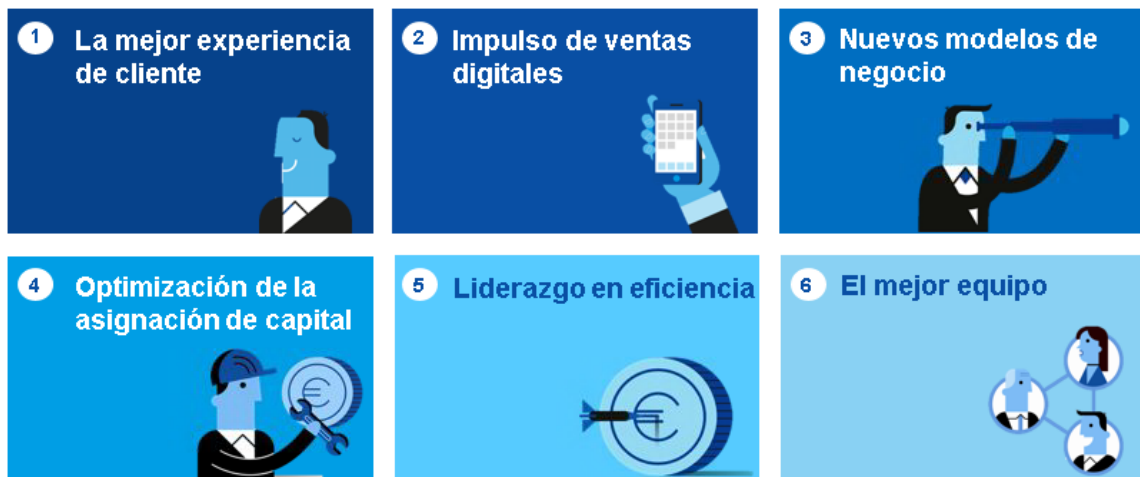 1 La mejor experiencia
de cliente
2 Impulso de ventas
digitales
3 Nuevos modelos de
negocio
4 Optimización de la
asignación de capital
5 Liderazgo en eficiencia
6 El mejor equipo